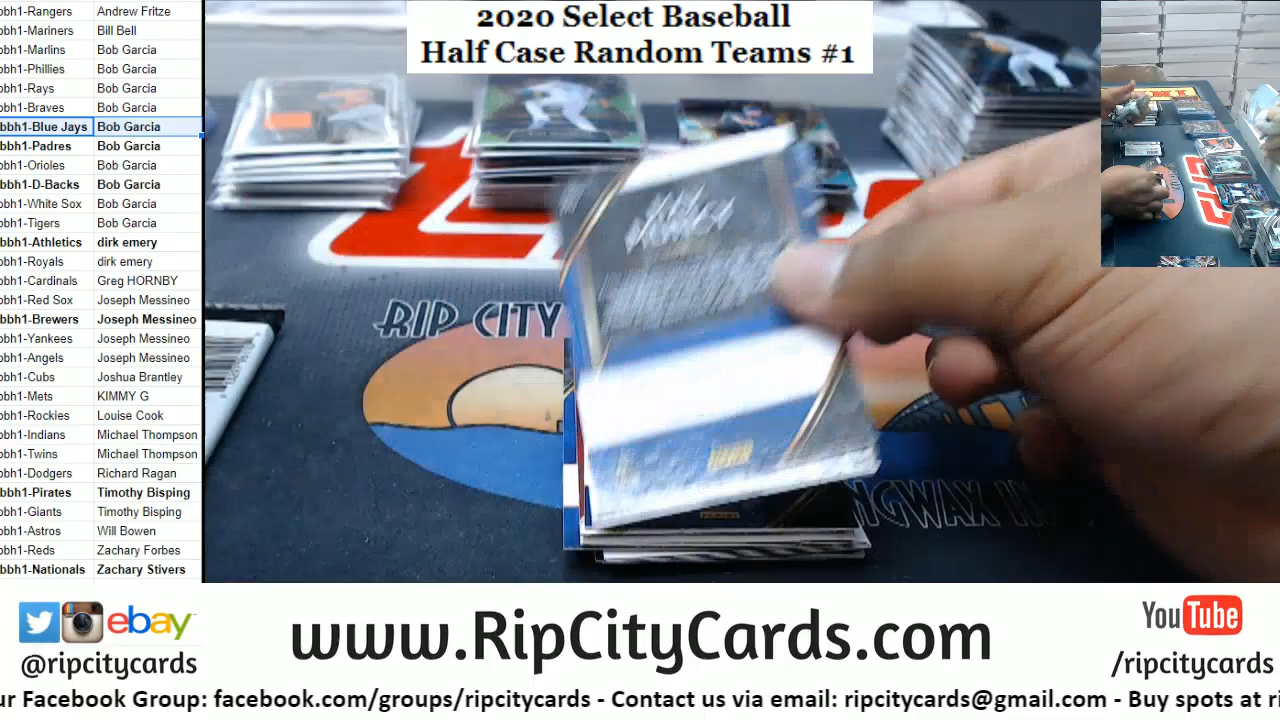 2020 Select Baseball
Half Case Random Teams #1
bbh1-Rangers Andrew Fritze
bbh1-Mariners Bill Bell
bbh1-Marlins Bob Garcia
bbh1-Phillies Bob Garcia
bbh1-Rays Bob Garcia
bbh1-Braves Bob Garcia
bbh1-Blue Jays Bob Garcia
bbh1-Padres Bob Garcia
bbh1-Orioles Bob Garcia
bbh1-D-Backs Bob Garcia
bbh1-White Sox Bob Garcia
bbh1-Tigers Bob Garcia
bbh1-Athletics dirk emery
bbh1-Royals dirk emery
bbh1-Cardinals Greg HORNBY
bbh1-Red Sox Joseph Messineo
bbh1-Brewers Joseph Messineo
bbh1-Yankees Joseph Messineo
bbh1-Angels Joseph Messineo
bbh1-Cubs Joshua Brantley
bbh1-Mets KIMMY G
bbh1-Rockies Louise Cook
bbh1-Indians Michael Thompson
bbh1-Twins Michael Thompson
bbh1-Dodgers Richard Ragan
bbh1-Pirates Timothy Bisping
bbh1-Giants Timothy Bisping
bbh1-Astros Will Bowen
bbh1-Reds Zachary Forbes
bbh1-Nationals Zachary Stivers
RIP CITY
ebay
@ripcitycards
www.RipCityCards.com
YouTube
/ripcitycards
ur Facebook Group: facebook.com/groups/ripcitycards - Contact us via email: ripcitycards@gmail.com - Buy spots at ri